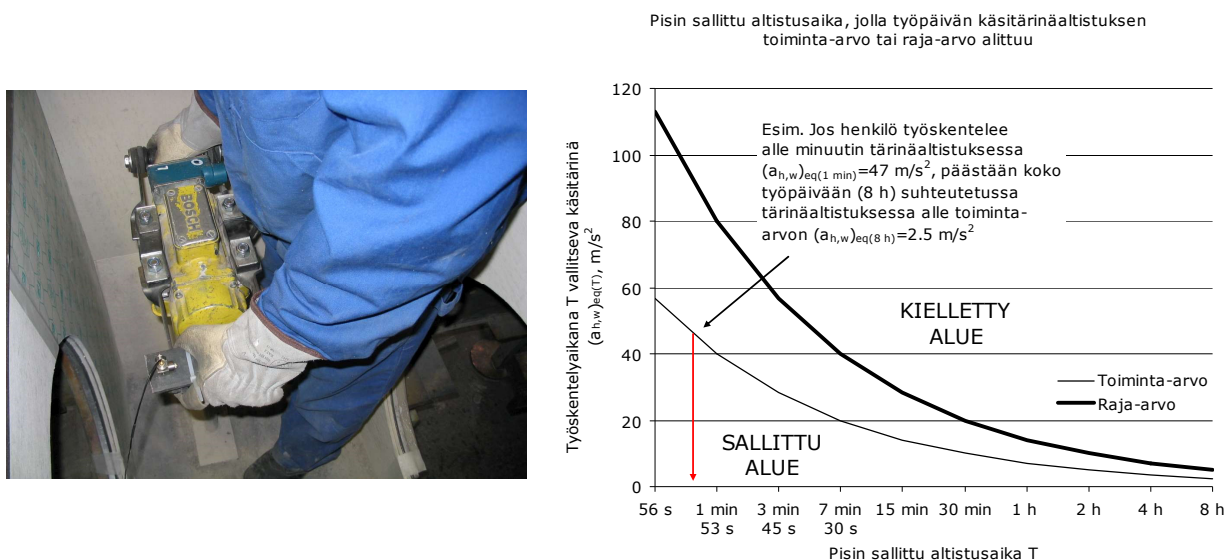 BOSCH
Pisin sallittu altistusaika, jolla työpäivän käsitärinäaltistuksen
toiminta-arvo tai raja-arvo alittuu
Työskentelyaikana T vallitseva käsitärinä
(aₕ,w)eq(T), m/s²
120
100
80
60
40
20
0
Esim. Jos henkilö työskentelee
alle minuutin tärinäaltistuksessa
(aₕ,w)eq(1 min)=47 m/s², päästään koko
työpäivään (8 h) suhteutetussa
tärinäaltistuksessa alle toiminta-
arvon (aₕ,w)eq(8 h)=2.5 m/s²
KIELLETTY
ALUE
Toiminta-arvo
Raja-arvo
SALLITTU
ALUE
56 s 1 min 3 min 7 min 15 min 30 min 1 h 2 h 4 h 8 h
53 s 45 s 30 s
Pisin sallittu altistusaika T